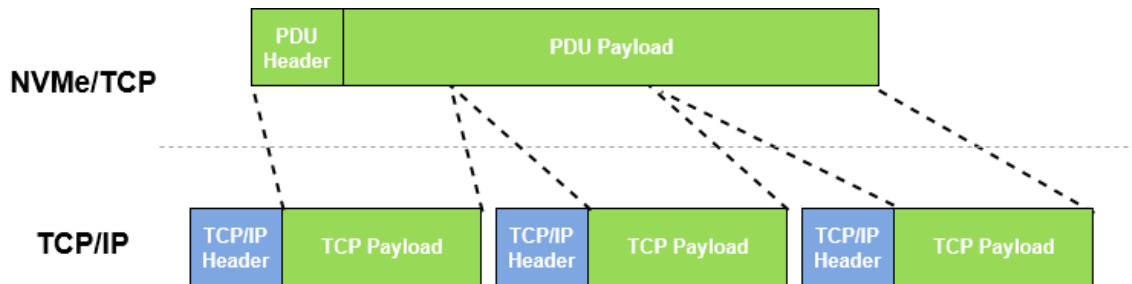 PDU
Header
PDU Payload
NVMe/TCP
TCP/IP
TCP/IP
Header
TCP Payload
TCP/IP
Header
TCP Payload
TCP/IP
Header
TCP Payload